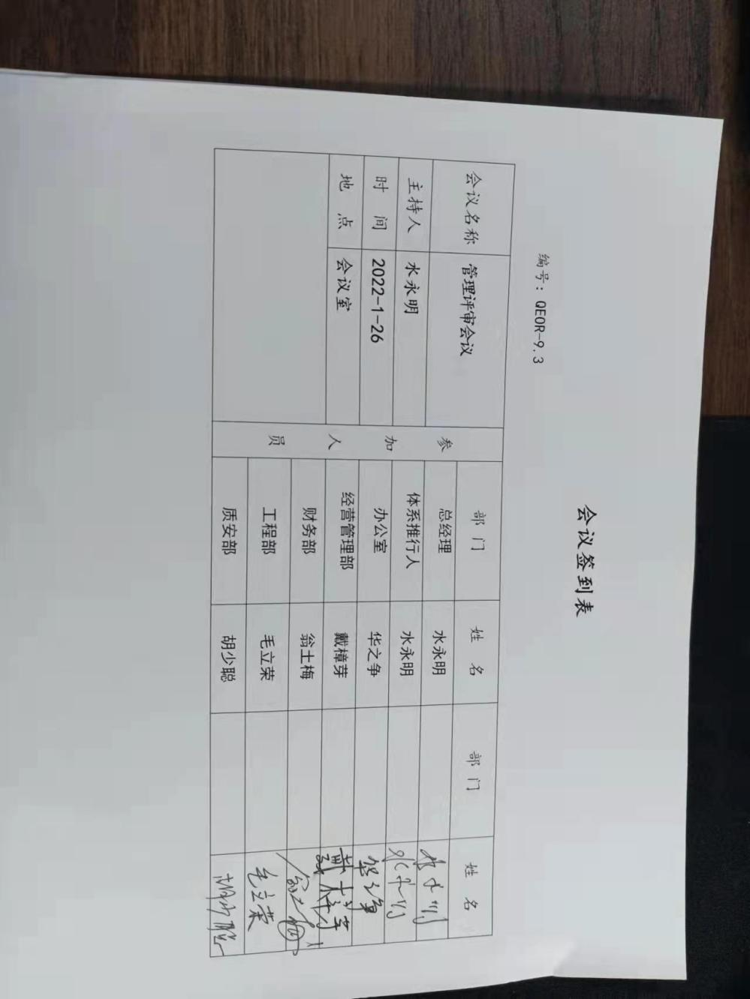 会议签到表
编号：QEOR-9.3
会议名称 管理评审会议 参加人员 部门 姓名 部门 姓名
主持人 水永明 总经理 水永明 水永明
时间 2022-1-26 体系推行人 水永明 水永明
地点 会议室 办公室 华之争 华之争
经营管理部 戴樟芽 戴樟芽
财务部 翁土梅
工程部 毛立荣 毛立荣
质安部 胡少聪 胡少聪